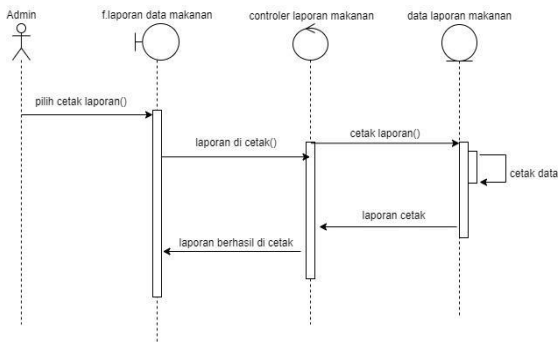 Admin
f.laporan data makanan
controler laporan makanan
data laporan makanan
pilih cetak laporan()
laporan di cetak()
cetak laporan()
cetak data
laporan cetak
laporan berhasil di cetak